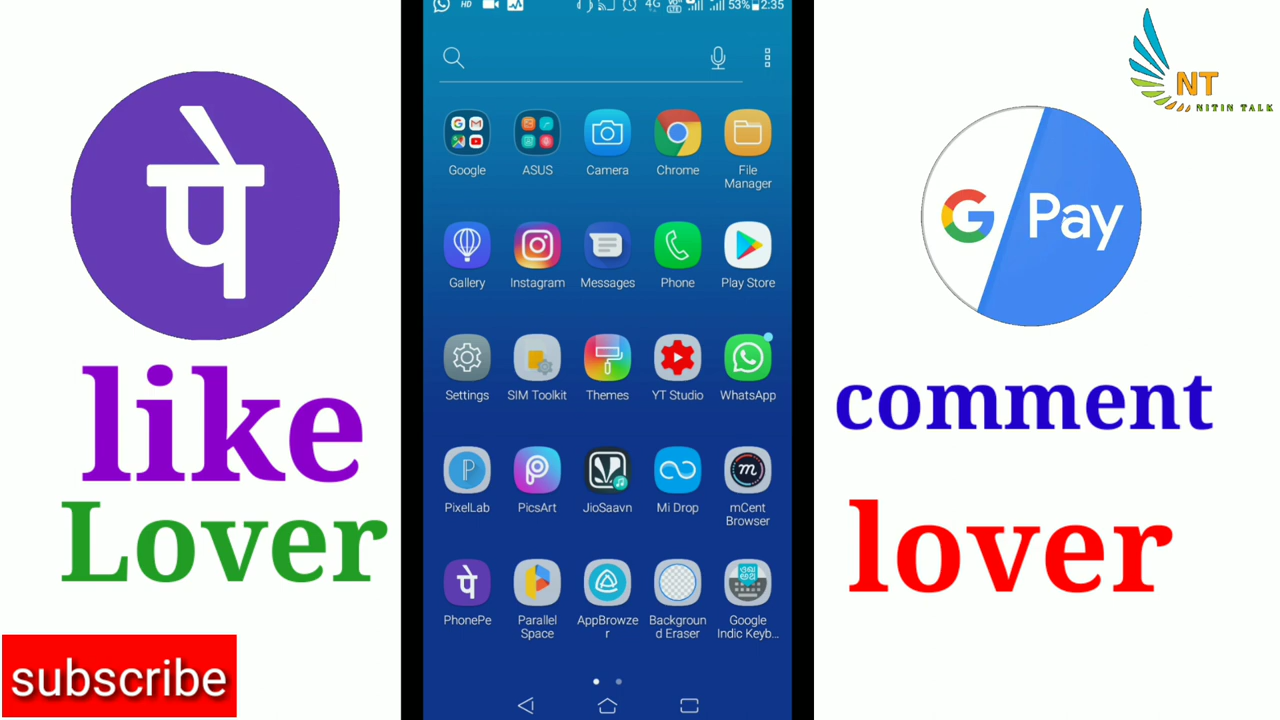 HD
4G
53%
2:35
NT
NITIN TALK
पे
G Pay
Google
ASUS
Camera
Chrome
File
Manager
Gallery
Instagram
Messages
Phone
Play Store
Settings
SIM Toolkit
Themes
YT Studio
WhatsApp
PixelLab
PicsArt
JioSaavn
Mi Drop
m
mCent
Browser
पे
PhonePe
Parallel
Space
AppBrowze
r
Backgroun
d Eraser
Google
Indic Keyb...
like
Lover
comment
lover
subscribe